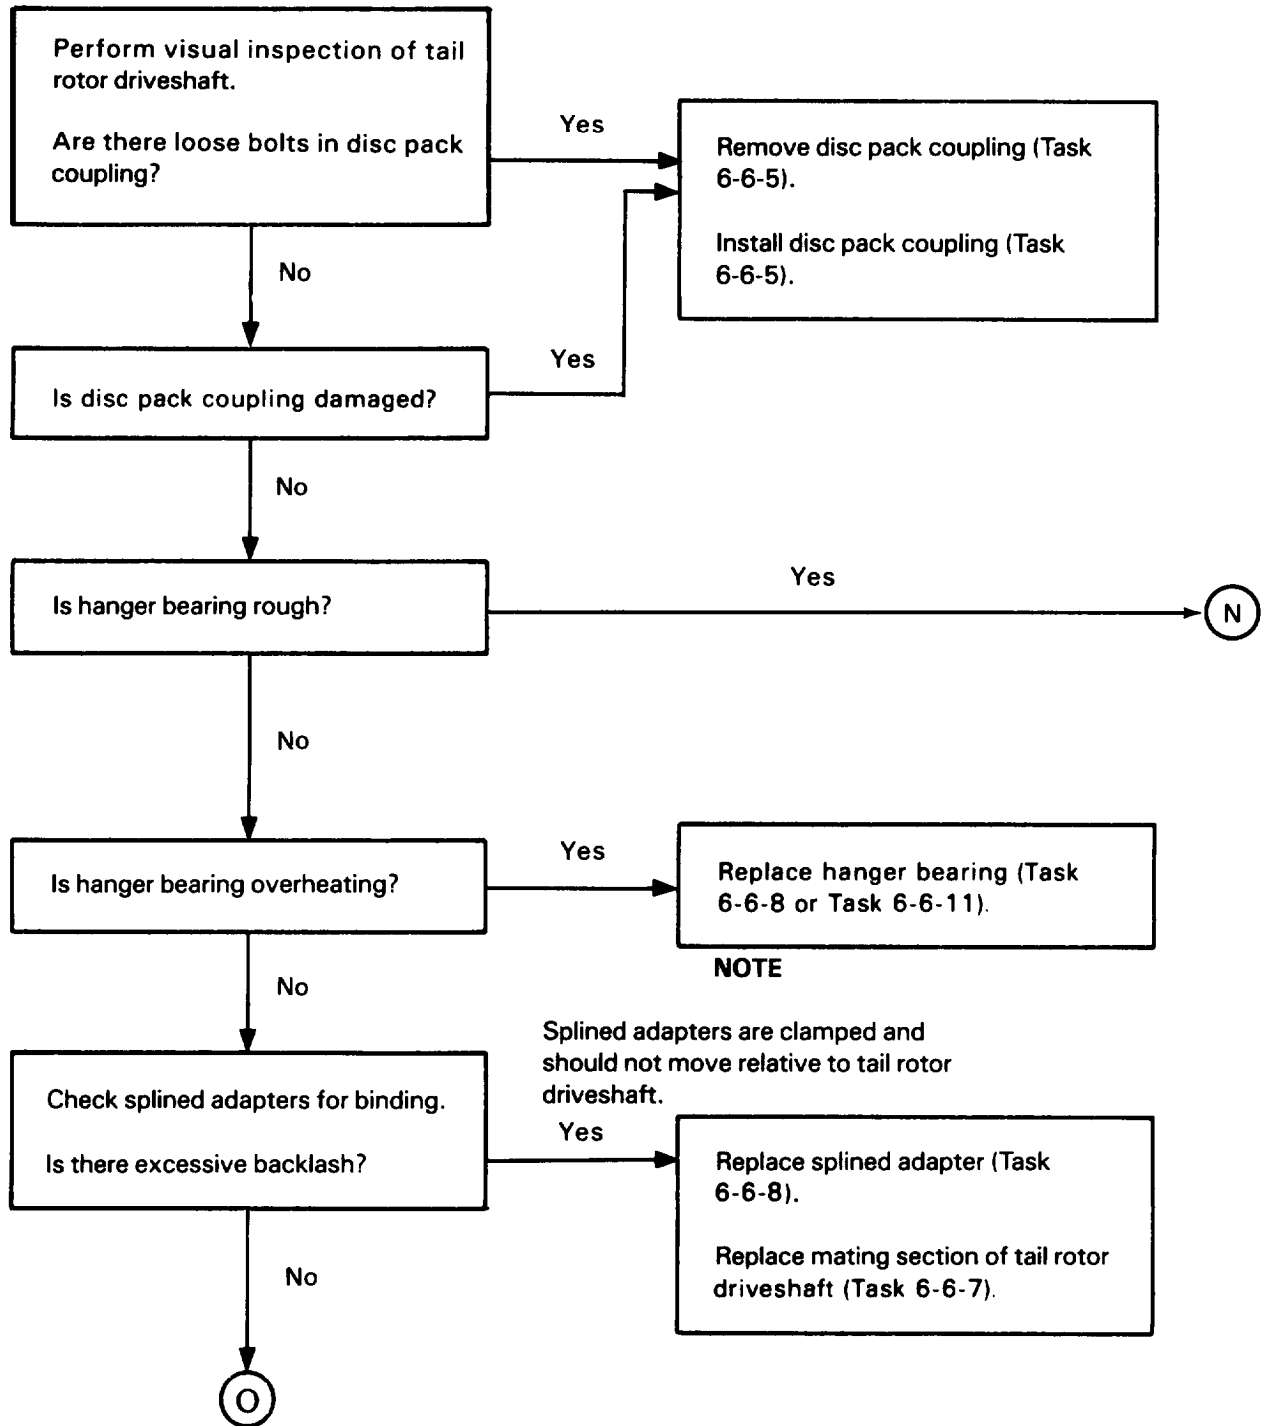 Perform visual inspection of tail
rotor driveshaft.
Are there loose bolts in disc pack
coupling?
Yes
Remove disc pack coupling (Task
6-6-5).
Install disc pack coupling (Task
6-6-5).
No
Is disc pack coupling damaged?
Yes
No
Is hanger bearing rough?
Yes
N
No
Is hanger bearing overheating?
Yes
Replace hanger bearing (Task
6-6-8 or Task 6-6-11).
NOTE
Splined adapters are clamped and
should not move relative to tail rotor
driveshaft.
No
Check splined adapters for binding.
Is there excessive backlash?
Yes
Replace splined adapter (Task
6-6-8).
Replace mating section of tail rotor
driveshaft (Task 6-6-7).
No
O